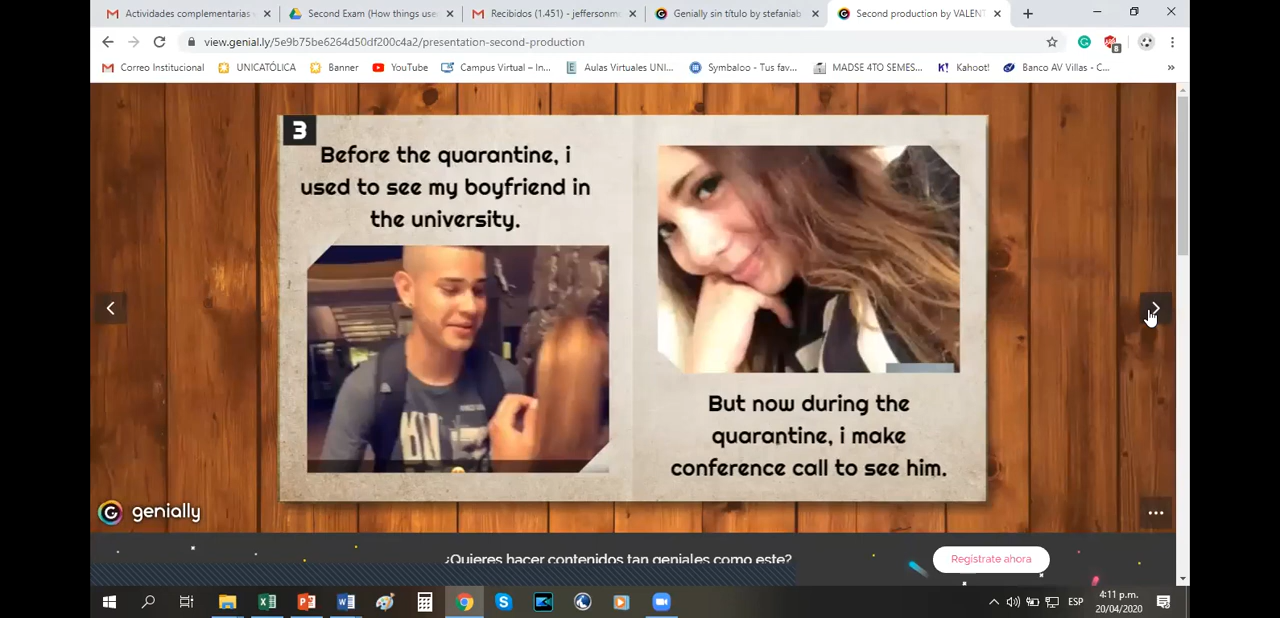 Actividades complementarias
Second Exam (How things use
Recibidos (1.451) - jeffersonm
Genially sin título by stefaniab
Second production by VALENT
view.genial.ly/5e9b75be6264d50df200c4a2/presentation-second-production
8
Correo Institucional
UNICATÓLICA
Banner
YouTube
Campus Virtual – In...
Aulas Virtuales UNI...
Symbaloo - Tus fav...
MADSE 4TO SEMES...
Kahoot!
Banco AV Villas - C...
3
Before the quarantine, i
used to see my boyfriend in
the university.
But now during the
quarantine, i make
conference call to see him.
genially
¿Quieres hacer contenidos tan geniales como este?
Regístrate ahora
ESP
4:11 p.m.
20/04/2020